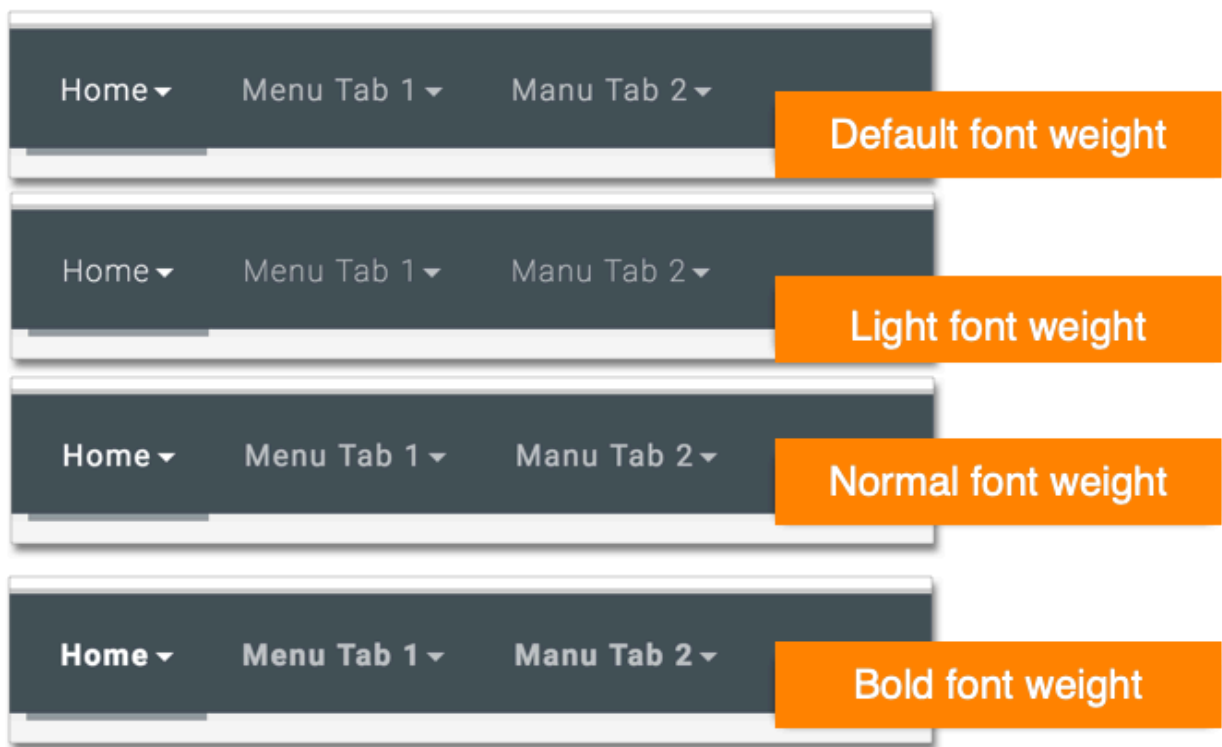 Home Menu Tab 1 Manu Tab 2
Default font weight
Home Menu Tab 1 Manu Tab 2
Light font weight
Home Menu Tab 1 Manu Tab 2
Normal font weight
Home Menu Tab 1 Manu Tab 2
Bold font weight